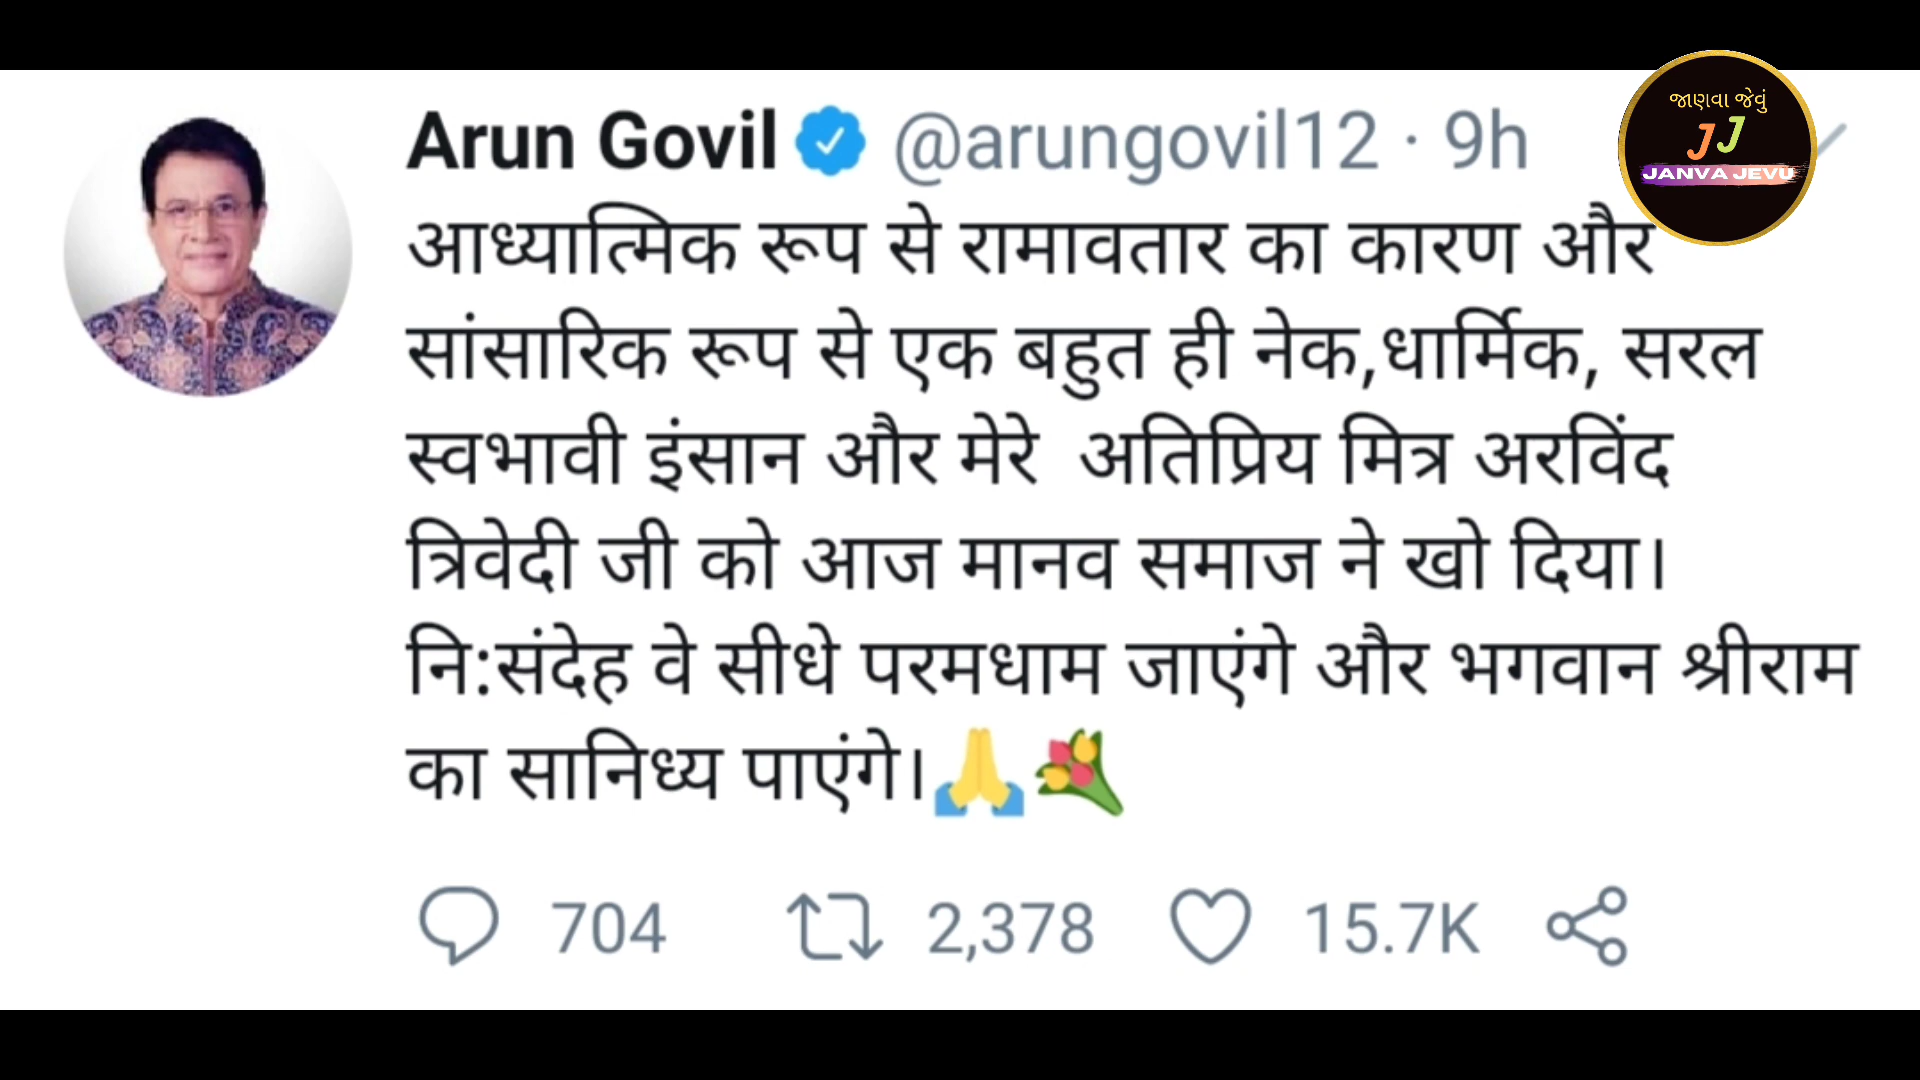 Arun Govil @arungovil12 · 9h
જાણવા જેવું
JJ
JANVA JEVU
आध्यात्मिक रूप से रामावतार का कारण और
सांसारिक रूप से एक बहुत ही नेक,धार्मिक, सरल
स्वभावी इंसान और मेरे  अतिप्रिय मित्र अरविंद
त्रिवेदी जी को आज मानव समाज ने खो दिया।
नि:संदेह वे सीधे परमधाम जाएंगे और भगवान श्रीराम
का सानिध्य पाएंगे।🙏💐
704 2,378 15.7K